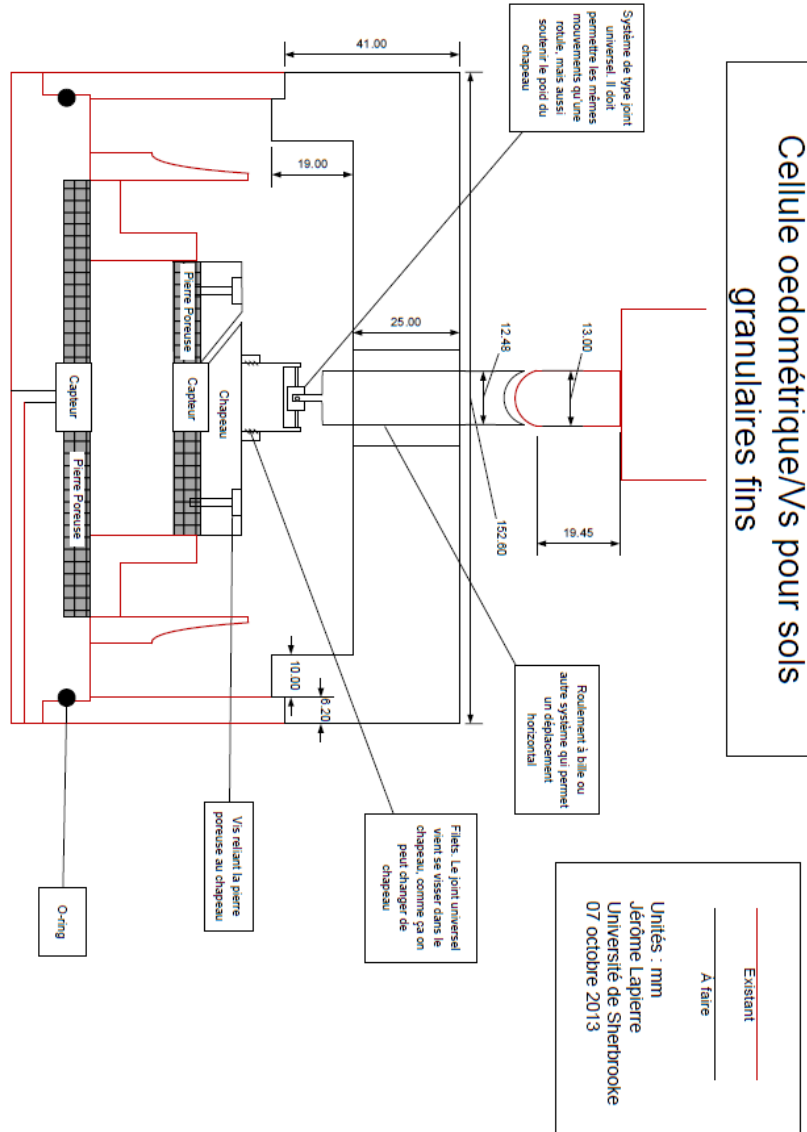 Cellule oedométrique/Vs pour sols
granulaires fins
Existant
À faire
Unités : mm
Jérôme Lapierre
Université de Sherbrooke
07 octobre 2013
Système de type joint
universel. Il doit
permettre les mêmes
mouvements qu'une
rotule, mais aussi
soutenir le poid du
chapeau
Roulement à bille ou
autre système qui permet
un déplacement
horizontal
Filets. Le joint universel
vient se visser dans le
chapeau, comme ça on
peut changer de
chapeau
Vis reliant la pierre
poreuse au chapeau
O-ring
13.00
19.45
12.48
152.60
41.00
25.00
19.00
10.00
6.20
Chapeau
Pierre Poreuse
Capteur
Capteur
Pierre Poreuse